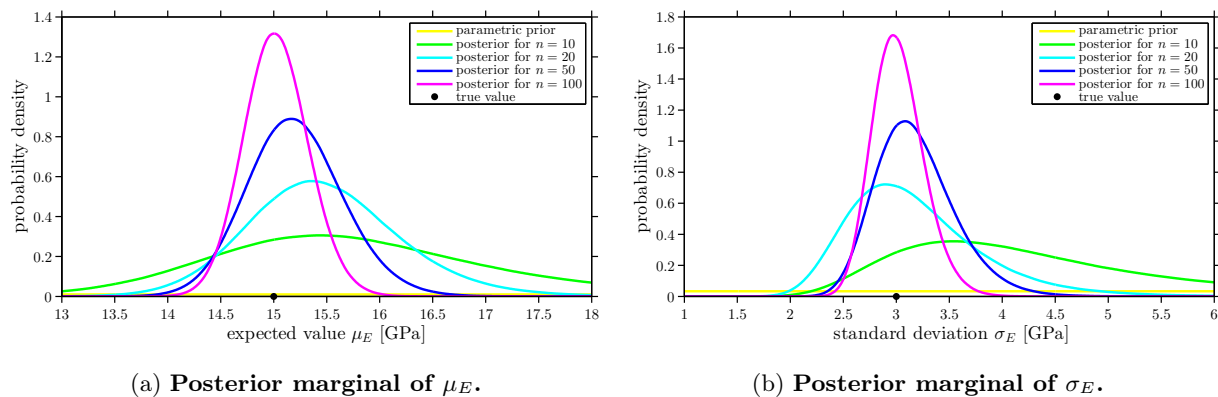 1.4
1.2
1
0.8
0.6
0.4
0.2
0
probability density
parametric prior
posterior for n = 10
posterior for n = 20
posterior for n = 50
posterior for n = 100
true value
13 13.5 14 14.5 15 15.5 16 16.5 17 17.5 18
expected value μ_E [GPa]
(a) Posterior marginal of μ_E.
1.8
1.6
1.4
1.2
1
0.8
0.6
0.4
0.2
0
probability density
parametric prior
posterior for n = 10
posterior for n = 20
posterior for n = 50
posterior for n = 100
true value
1 1.5 2 2.5 3 3.5 4 4.5 5 5.5 6
standard deviation σ_E [GPa]
(b) Posterior marginal of σ_E.